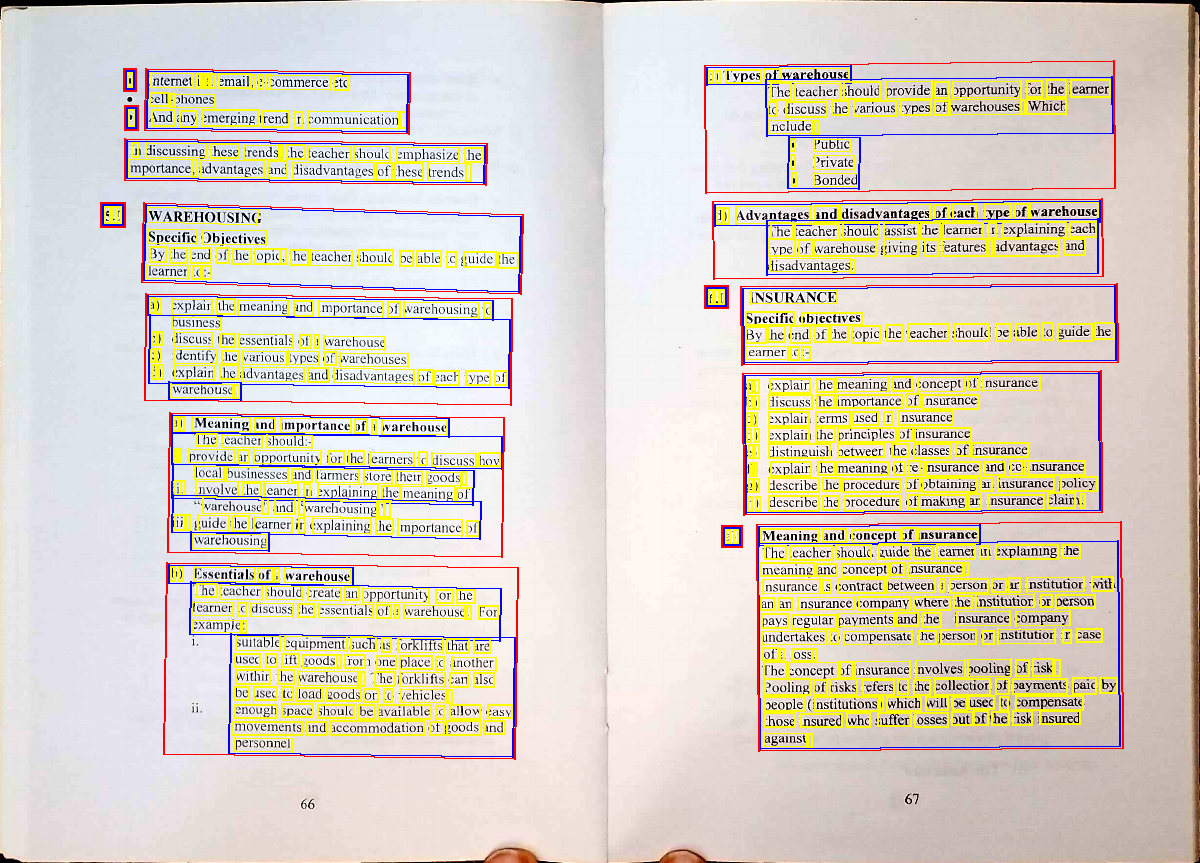 • internet i.e. email, e-commerce etc
• cell-phones
• And any emerging trend in communication
In discussing these trends the teacher should emphasize the
importance, advantages and disadvantages of these trends
WAREHOUSING
Specific Objectives
By the end of the topic, the teacher should be able to guide the
learner to:-
a) explain the meaning and importance of warehousing to
business
b) discuss the essentials of a warehouse
c) identify the various types of warehouses
d) explain the advantages and disadvantages of each type of
warehouse
a) Meaning and importance of a warehouse
The teacher should:-
provide an opportunity for the learners to discuss how
local businesses and farmers store their goods
ii. involve the leaner in explaining the meaning of
“warehouse’ and ‘warehousing’
iii guide the learner in explaining the importance of
warehousing
b) Essentials of a warehouse
The teacher should create an opportunity for the
learner to discuss the essentials of a warehouse. For
example:
i. suitable equipment such as forklifts that are
used to lift goods from one place to another
within the warehouse. The forklifts can also
be used to load goods on to vehicles
ii. enough space should be available to allow easy
movements and accommodation of goods and
personnel
66
c) Types of warehouse
The teacher should provide an opportunity for the learner
to discuss the various types of warehouses. Which
include
• Public
• Private
• Bonded
d) Advantages and disadvantages of each type of warehouse
The teacher should assist the learner in explaining each
type of warehouse giving its features, advantages and
disadvantages.
INSURANCE
Specific objectives
By the end of the topic the teacher should be able to guide the
learner to:-
a) explain the meaning and concept of insurance
b) discuss the importance of insurance
c) explain terms used in insurance
d) explain the principles of insurance
e) distinguish between the classes of insurance
f) explain the meaning of re-insurance and co-insurance
g) describe the procedure of obtaining an insurance policy
h) describe the procedure of making an insurance claim.
a) Meaning and concept of insurance
The teacher should guide the learner in explaining the
meaning and concept of insurance
Insurance is contract between a person or an institution with
an an insurance company where the institution or person
pays regular payments and the insurance company
undertakes to compensate the person or institution in case
of a loss.
The concept of insurance involves pooling of risk.
Pooling of risks refers to the collection of payments paid by
people (institutions) which will be used to compensate
those insured who suffer losses out of the risk insured
against
67